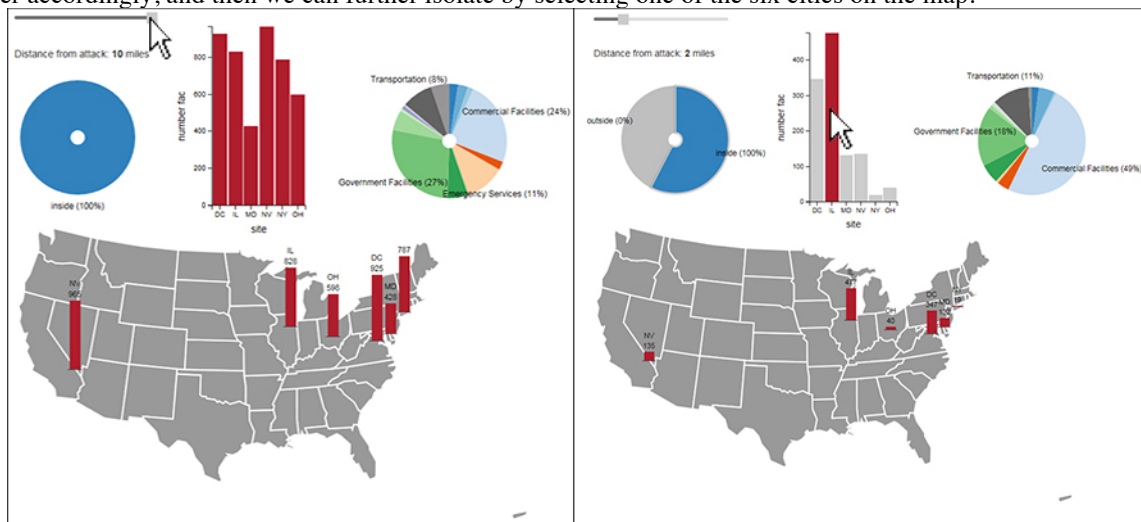 er accordingly, and then we can further isolate by selecting one of the six cities on the map.
Distance from attack: 10 miles
inside (100%)
number fac
800
600
400
200
0
DC IL MD NV NY OH
site
Transportation (8%)
Commercial Facilities (24%)
Government Facilities (27%)
Emergency Services (11%)
NV
965
IL
828
OH
596
DC
925
MD
428
787
Distance from attack: 2 miles
outside (0%)
inside (100%)
number fac
400
300
200
100
0
DC IL MD NV NY OH
site
Transportation (11%)
Government Facilities (18%)
Commercial Facilities (49%)
NV
135
OH
40
DC
347
MD